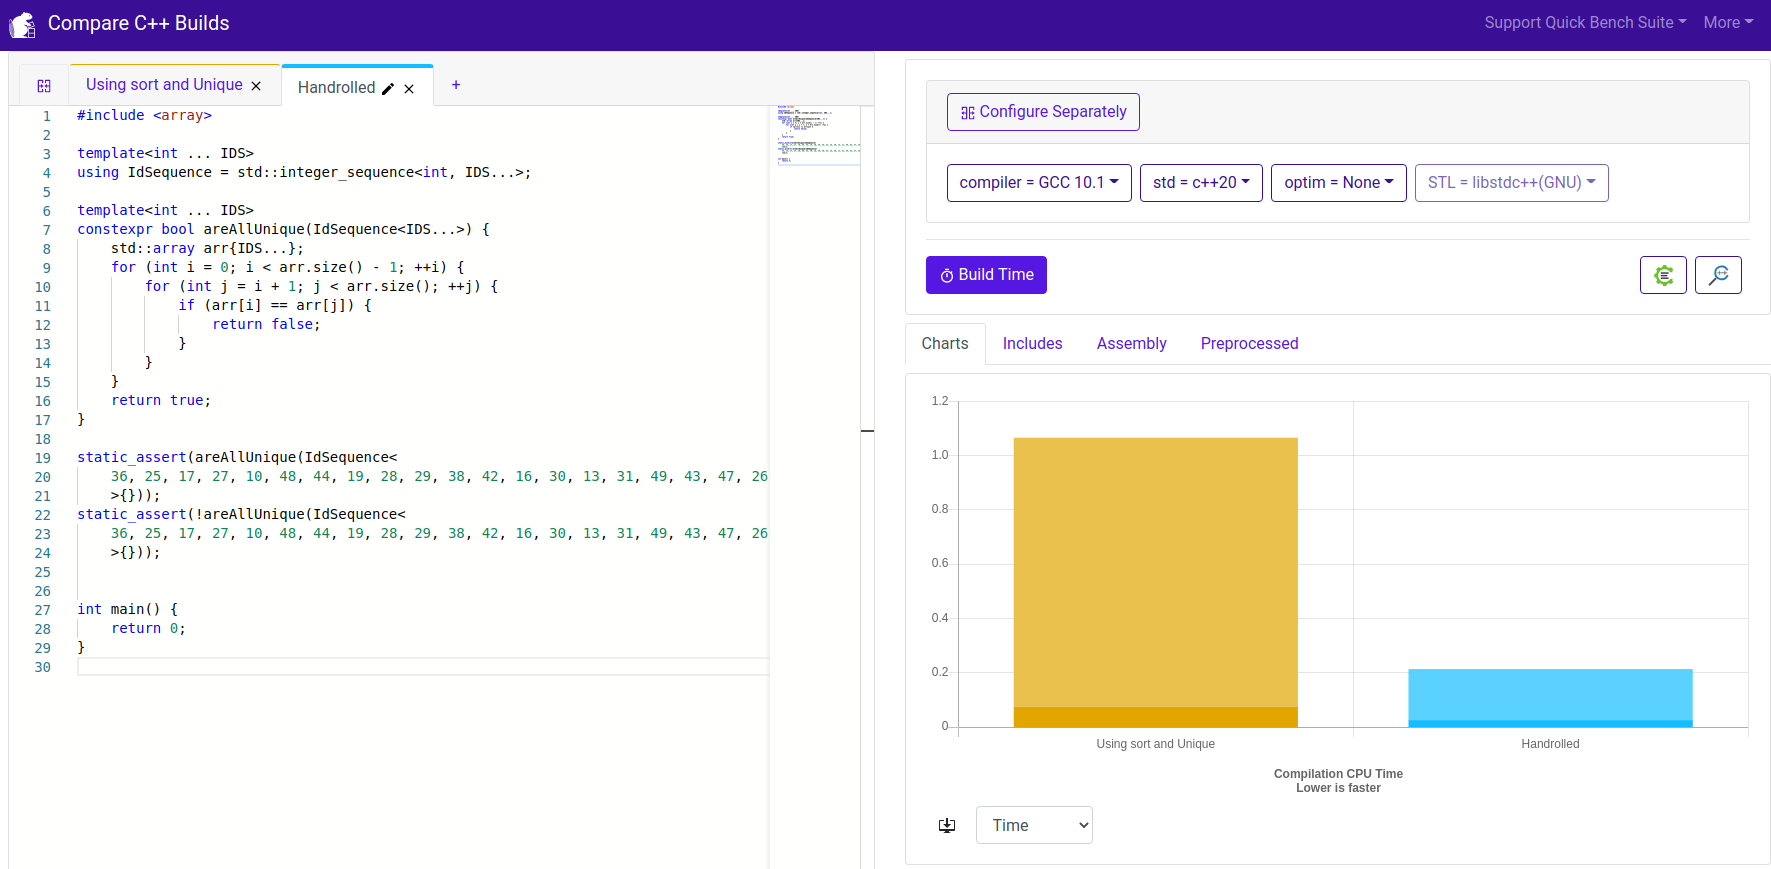 Compare C++ Builds
Support Quick Bench Suite More
Using sort and Unique
Handrolled
+
1 #include <array>
2
3 template<int ... IDS>
4 using IdSequence = std::integer_sequence<int, IDS...>;
5
6 template<int ... IDS>
7 constexpr bool areAllUnique(IdSequence<IDS...>) {
8 std::array arr{IDS...};
9 for (int i = 0; i < arr.size() - 1; ++i) {
10 for (int j = i + 1; j < arr.size(); ++j) {
11 if (arr[i] == arr[j]) {
12 return false;
13 }
14 }
15 }
16 return true;
17 }
18
19 static_assert(areAllUnique(IdSequence<
20 36, 25, 17, 27, 10, 48, 44, 19, 28, 29, 38, 42, 16, 30, 13, 31, 49, 43, 47, 26
21 >{}));
22 static_assert(!areAllUnique(IdSequence<
23 36, 25, 17, 27, 10, 48, 44, 19, 28, 29, 38, 42, 16, 30, 13, 31, 49, 43, 47, 26
24 >{}));
25
26
27 int main() {
28 return 0;
29 }
30
Configure Separately
compiler = GCC 10.1
std = c++20
optim = None
STL = libstdc++(GNU)
Build Time
Charts Includes Assembly Preprocessed
1.2
1.0
0.8
0.6
0.4
0.2
0
Using sort and Unique
Handrolled
Compilation CPU Time
Lower is faster
Time